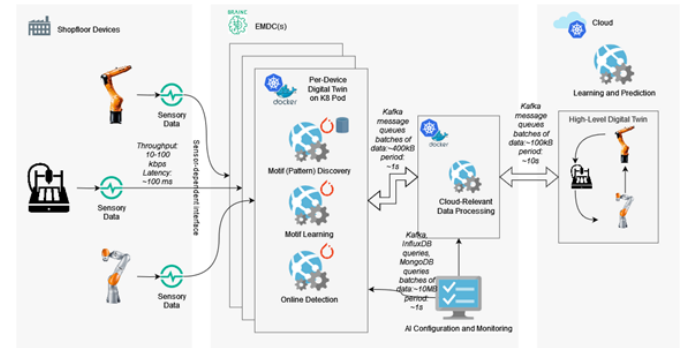 Shopfloor Devices
Sensory
Data
Throughput:
10-100
kbps
Latency:
~100 ms
Sensory
Data
Sensory
Data
Sensor-dependent interface
EMDC(s)
Per-Device
Digital Twin
on K8 Pod
docker
Motif (Pattern) Discovery
Motif Learning
Online Detection
Kafka
message
queues
batches of
data:~400kB
period:
~1s
docker
Cloud-Relevant
Data Processing
Kafka,
InfluxDB
queries,
MongoDB
queries
batches of
data:~10MB
period:
~1s
AI Configuration and Monitoring
Kafka
message
queues
batches of
data:~100kB
period:
~10s
Cloud
Learning and Prediction
High-Level Digital Twin